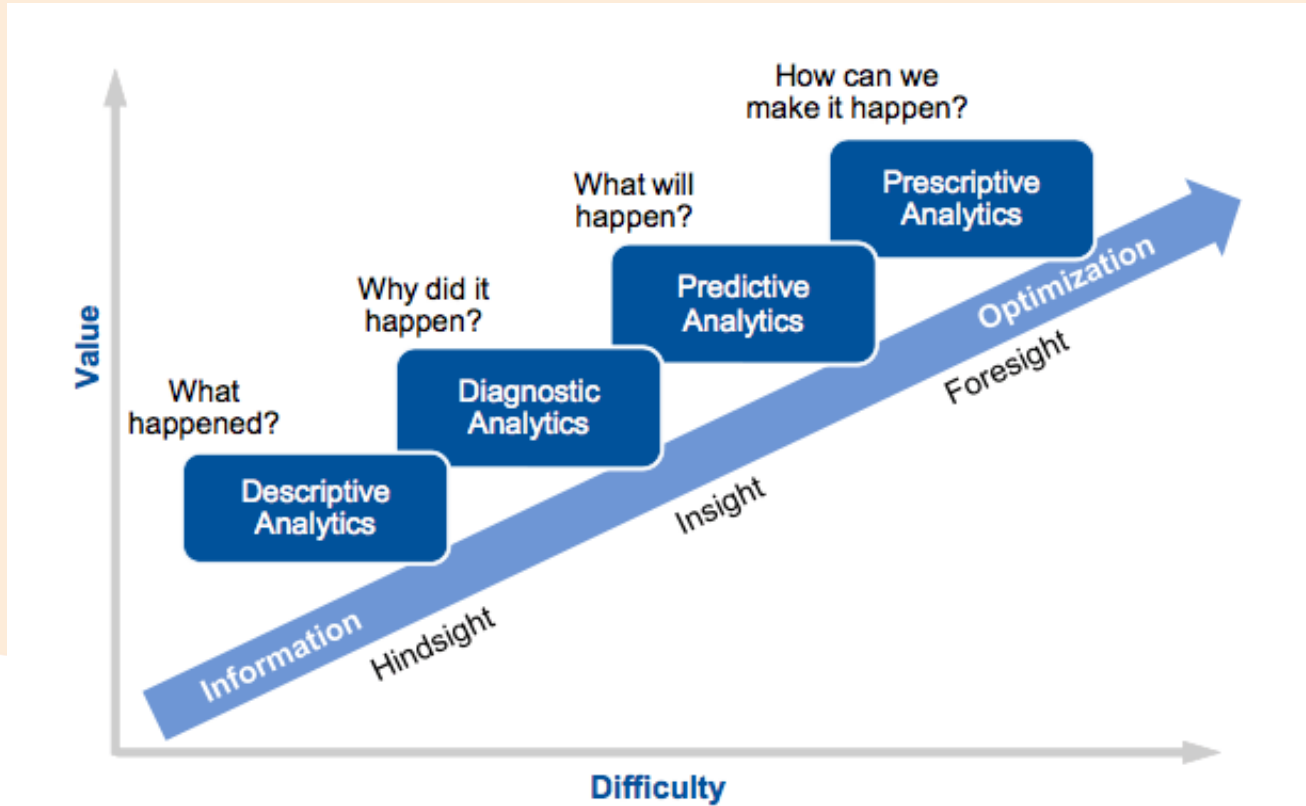 How can we
make it happen?
Prescriptive
Analytics
What will
happen?
Predictive
Analytics
Why did it
happen?
Diagnostic
Analytics
What
happened?
Descriptive
Analytics
Value
Information
Optimization
Hindsight
Insight
Foresight
Difficulty